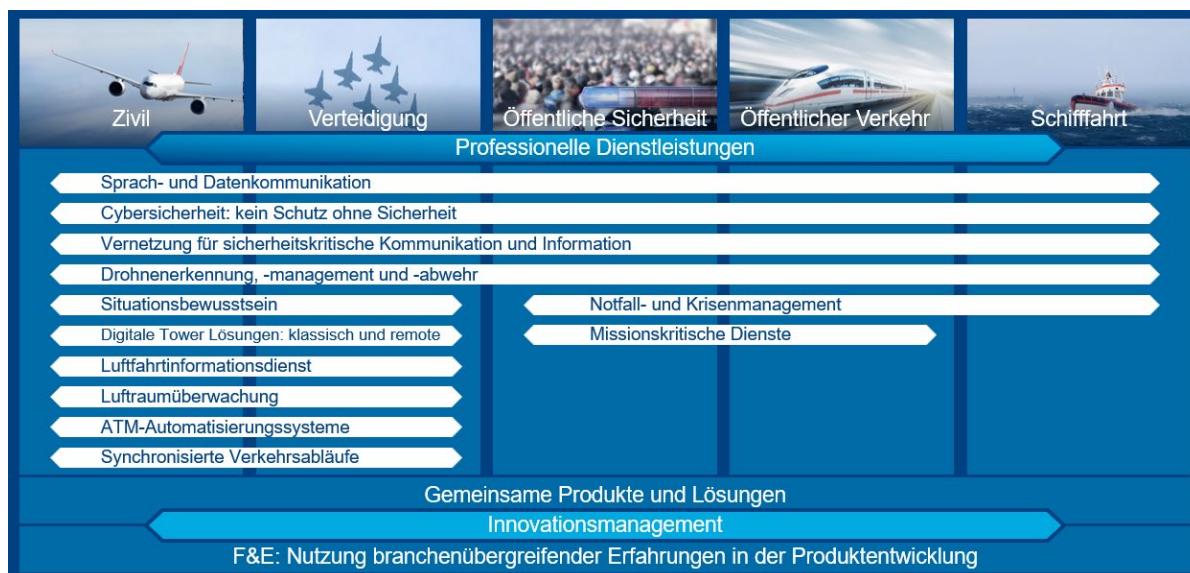 Zivil
Verteidigung
Öffentliche Sicherheit
Öffentlicher Verkehr
Schifffahrt
Professionelle Dienstleistungen
Sprach- und Datenkommunikation
Cybersicherheit: kein Schutz ohne Sicherheit
Vernetzung für sicherheitskritische Kommunikation und Information
Drohnenerkennung, -management und -abwehr
Situationsbewusstsein
Notfall- und Krisenmanagement
Digitale Tower Lösungen: klassisch und remote
Missionskritische Dienste
Luftfahrtinformationsdienst
Luftraumüberwachung
ATM-Automatisierungssysteme
Synchronisierte Verkehrsabläufe
Gemeinsame Produkte und Lösungen
Innovationsmanagement
F&E: Nutzung branchenübergreifender Erfahrungen in der Produktentwicklung